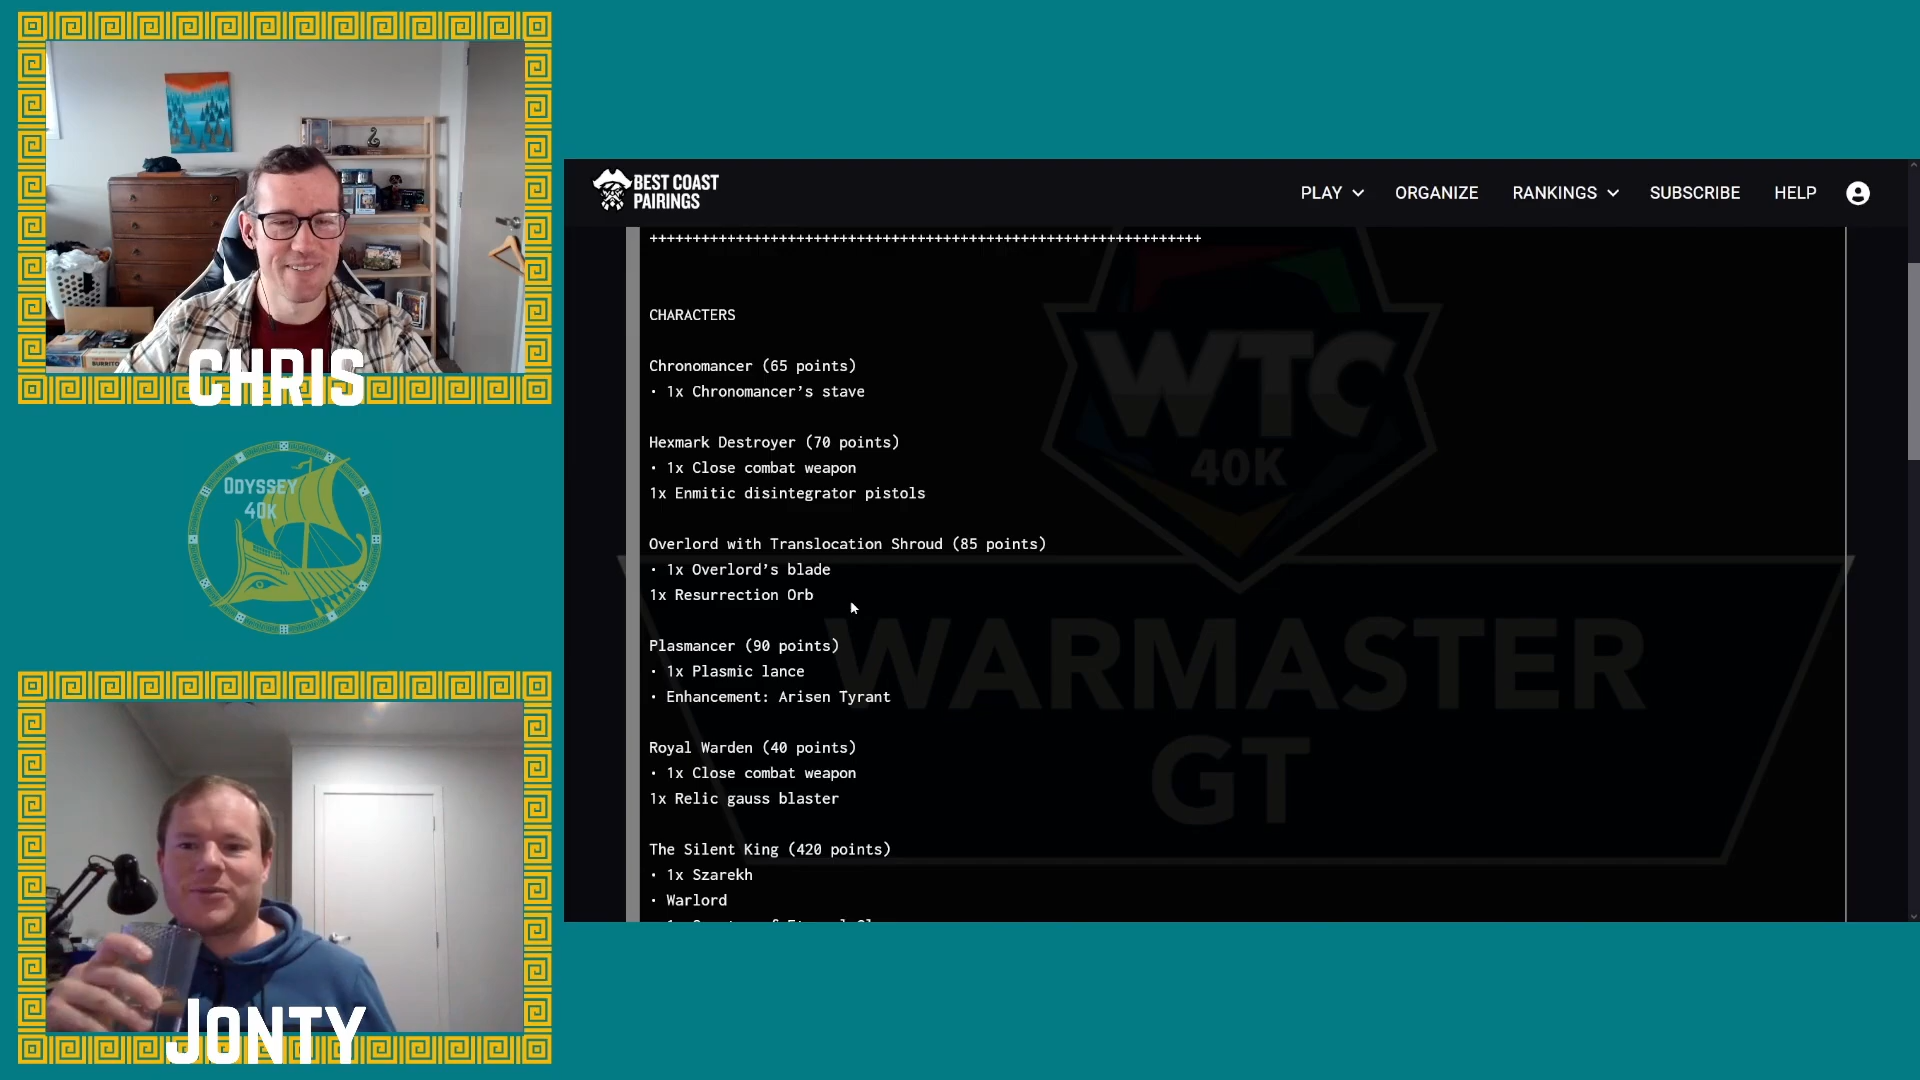 CHRIS
ODYSSEY
40K
JONTY
BEST COAST
PAIRINGS
PLAY
ORGANIZE
RANKINGS
SUBSCRIBE
HELP
++++++++++++++++++++++++++++++++++++++++++++++++++++++++++++++++
CHARACTERS
Chronomancer (65 points)
• 1x Chronomancer’s stave
Hexmark Destroyer (70 points)
• 1x Close combat weapon
1x Enmitic disintegrator pistols
Overlord with Translocation Shroud (85 points)
• 1x Overlord’s blade
1x Resurrection Orb
Plasmancer (90 points)
• 1x Plasmic lance
• Enhancement: Arisen Tyrant
Royal Warden (40 points)
• 1x Close combat weapon
1x Relic gauss blaster
The Silent King (420 points)
• 1x Szarekh
• Warlord
WTC
40K
WARMASTER
GT